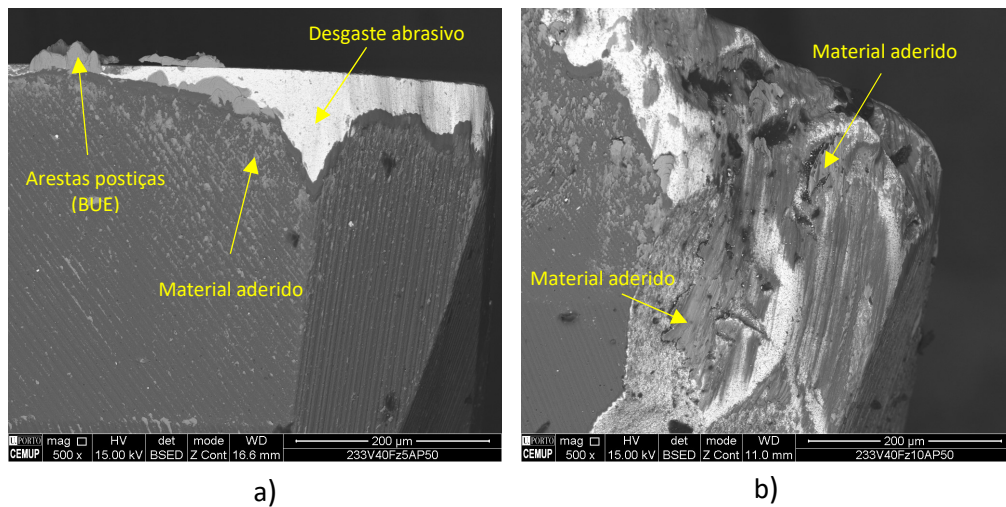 Desgaste abrasivo
Arestas postiças
(BUE)
Material aderido
U.PORTO mag HV det mode WD 200 µm
CEMUP 500 x 15.00 kV BSED Z Cont 16.6 mm 233V40Fz5AP50
a)
Material aderido
Material aderido
U.PORTO mag HV det mode WD 200 µm
CEMUP 500 x 15.00 kV BSED Z Cont 11.0 mm 233V40Fz10AP50
b)